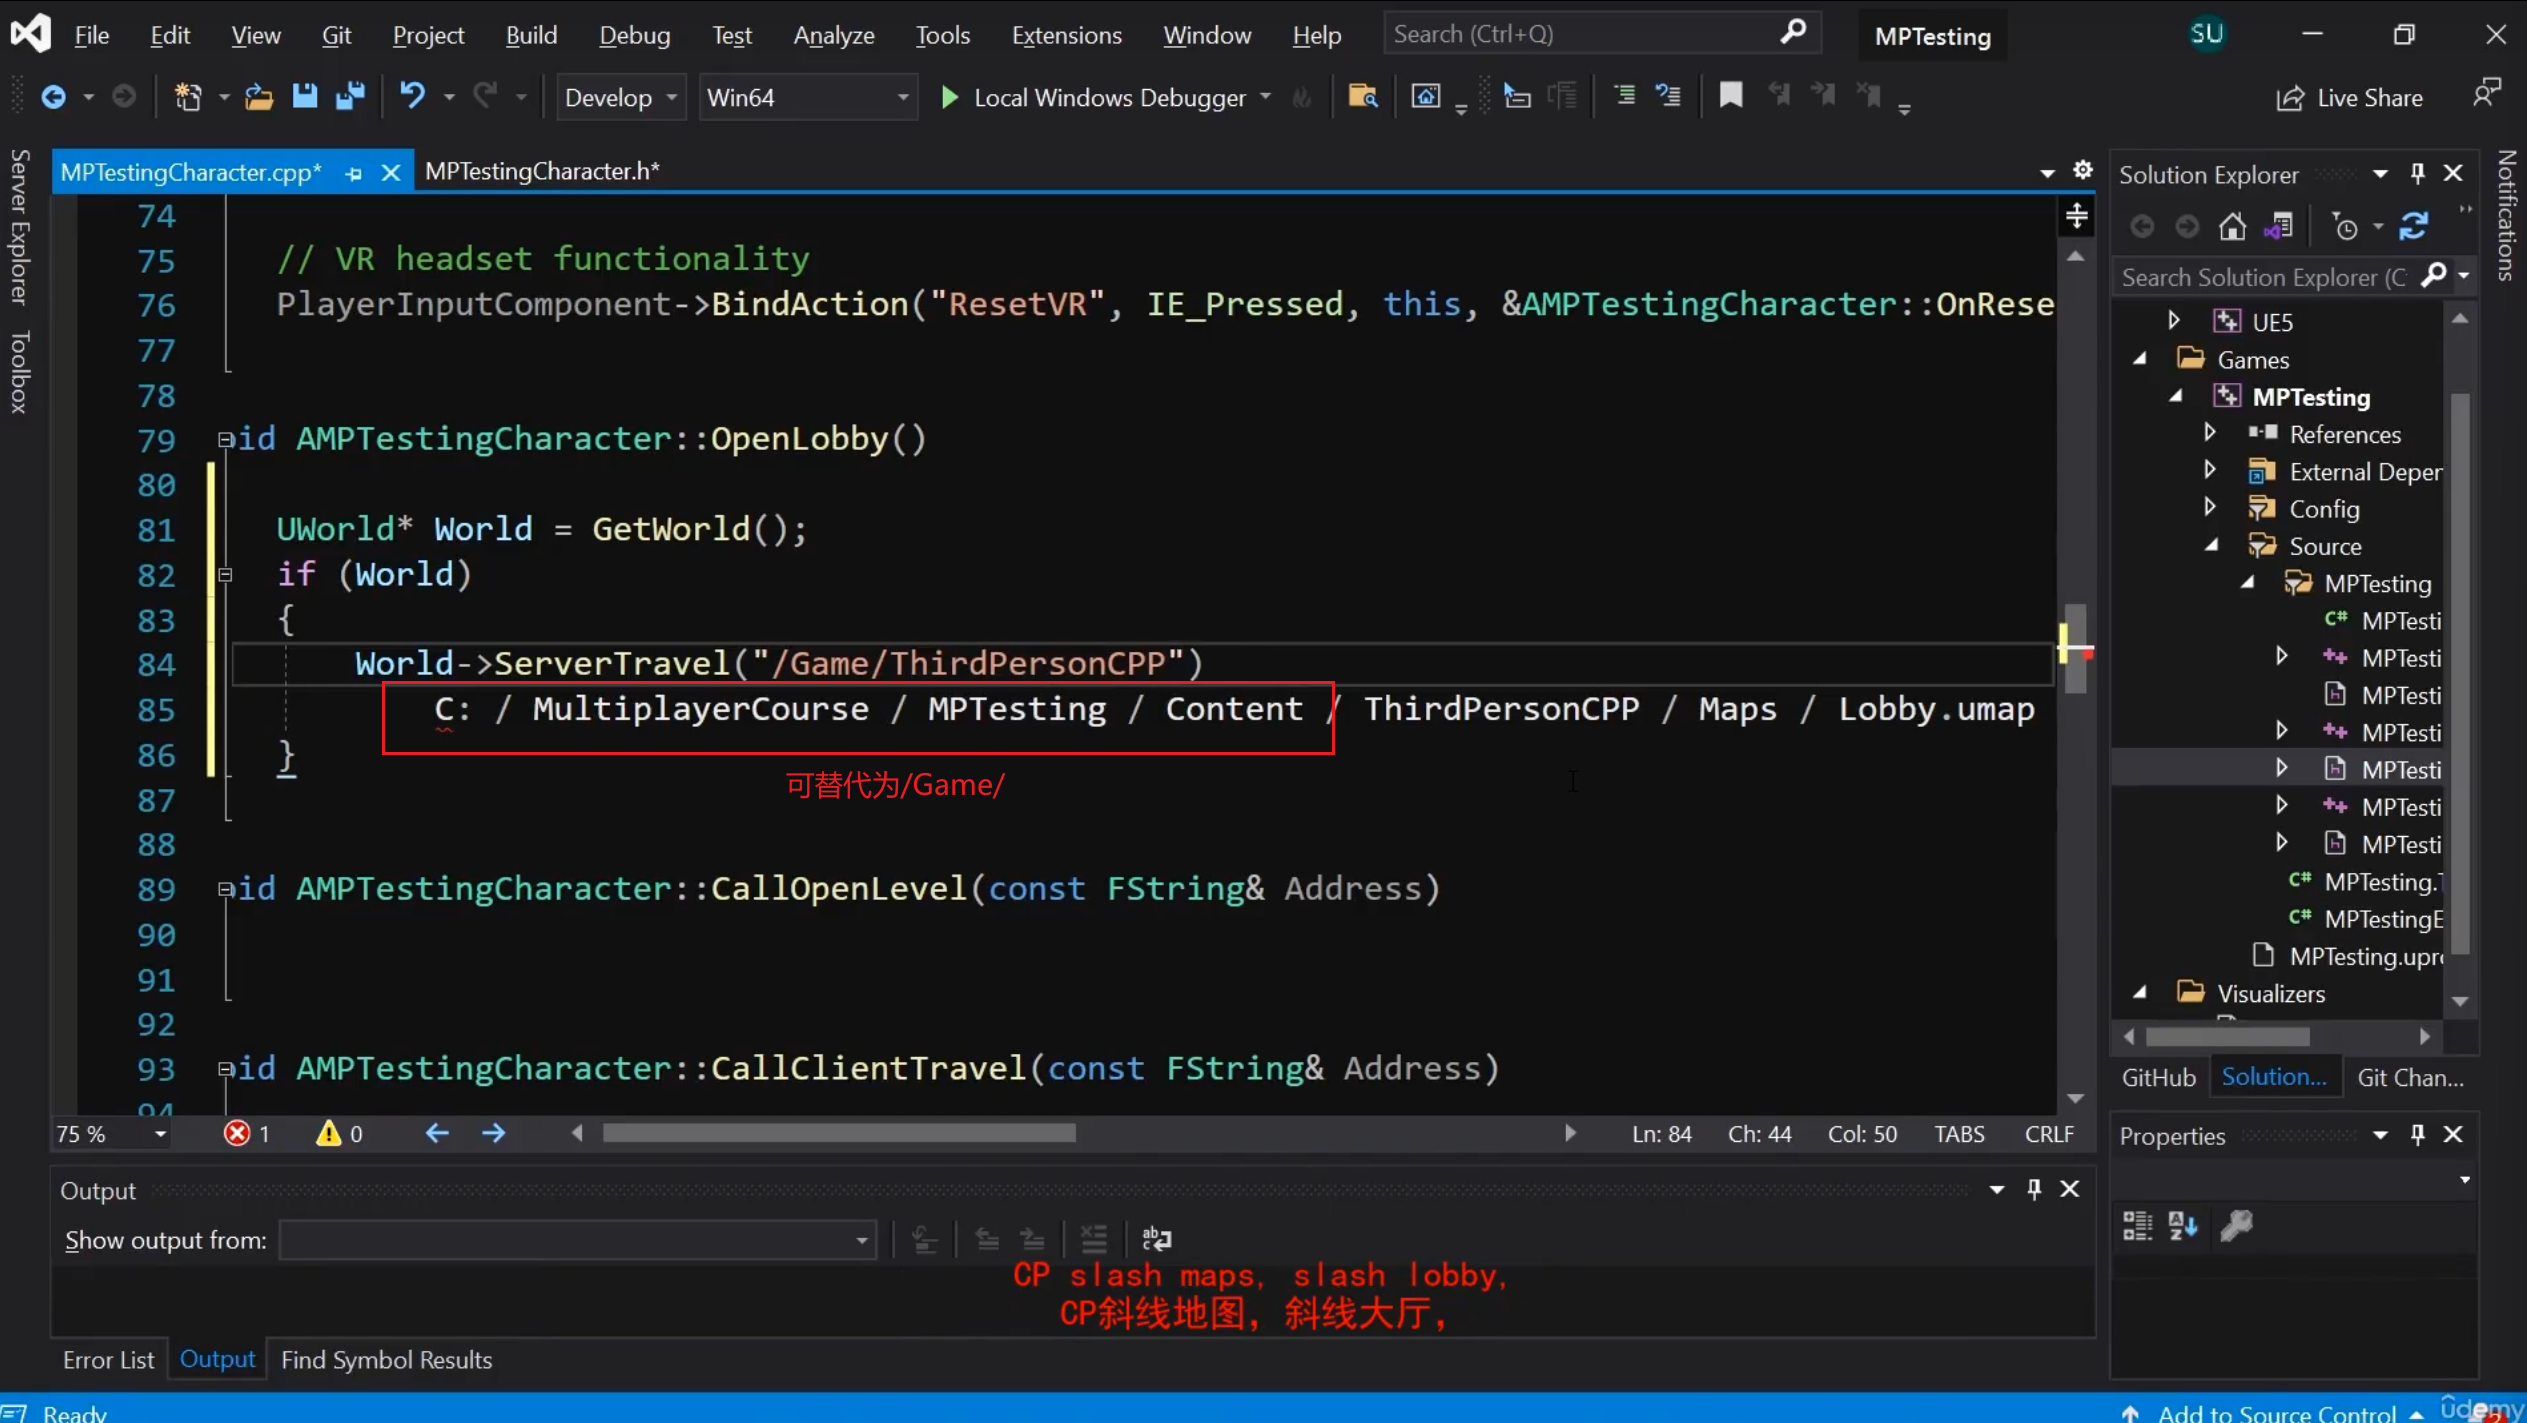 File Edit View Git Project Build Debug Test Analyze Tools Extensions Window Help Search (Ctrl+Q) MPTesting SU
Develop Win64 Local Windows Debugger Live Share
Server Explorer
Toolbox
MPTestingCharacter.cpp* MPTestingCharacter.h*
74
75 // VR headset functionality
76 PlayerInputComponent->BindAction("ResetVR", IE_Pressed, this, &AMPTestingCharacter::OnRese
77
78
79 id AMPTestingCharacter::OpenLobby()
80
81 UWorld* World = GetWorld();
82 if (World)
83 {
84 World->ServerTravel("/Game/ThirdPersonCPP")
85 C: / MultiplayerCourse / MPTesting / Content / ThirdPersonCPP / Maps / Lobby.umap
86 }
可替代为/Game/
87
88
89 id AMPTestingCharacter::CallOpenLevel(const FString& Address)
90
91
92
93 id AMPTestingCharacter::CallClientTravel(const FString& Address)
94
75 % 1 0 Ln: 84 Ch: 44 Col: 50 TABS CRLF
Output
Show output from:
CP slash maps, slash lobby,
CP斜线地图，斜线大厅，
Error List Output Find Symbol Results
Ready Add to Source Control 2
ûdemy
Solution Explorer
Search Solution Explorer (C
UE5
Games
MPTesting
References
External Deper
Config
Source
MPTesting
C# MPTesti
++ MPTesti
h MPTesti
++ MPTesti
h MPTesti
++ MPTesti
h MPTesti
C# MPTesting.T
C# MPTestingE
MPTesting.upr
Visualizers
GitHub Solution... Git Chan...
Properties
Notifications